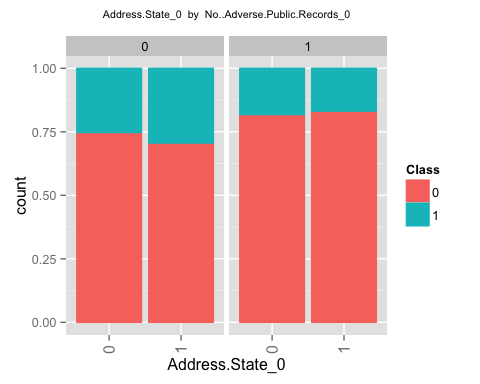 Address.State_0 by No..Adverse.Public.Records_0
0 1
1.00
0.75
0.50
0.25
0.00
count
0 1 0 1
Address.State_0
Class
0
1